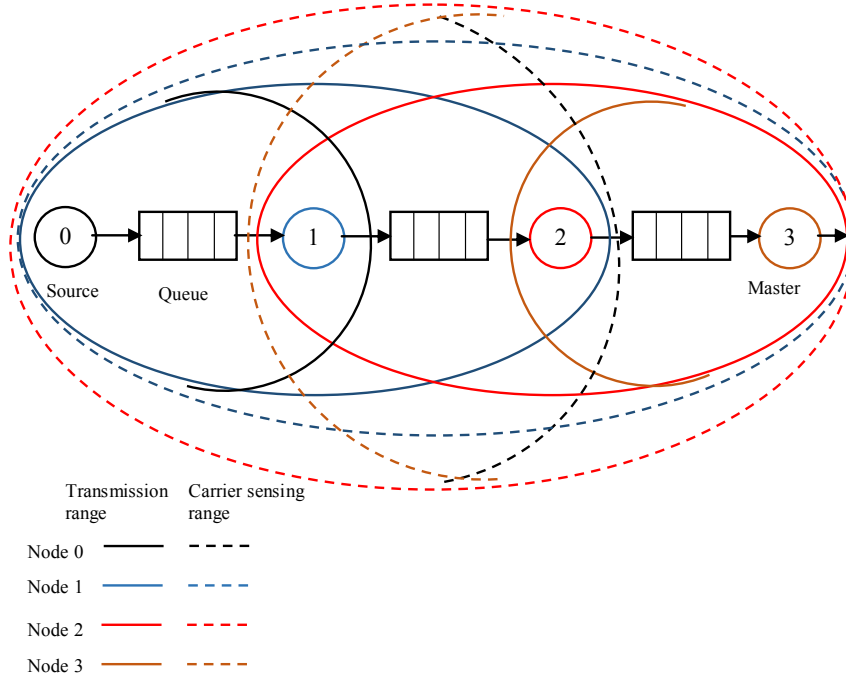 0
1
2
3
Source
Queue
Master
Transmission
range
Carrier sensing
range
Node 0
Node 1
Node 2
Node 3